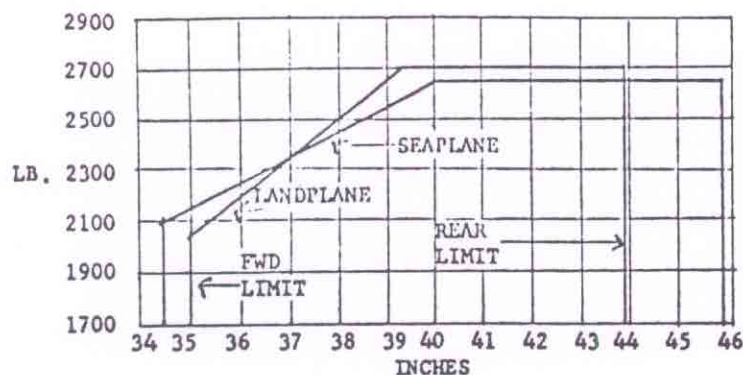 2900
2700
2500
LB. 2300
2100
1900
1700
SEAPLANE
LANDPLANE
FWD
LIMIT
REAR
LIMIT
34 35 36 37 38 39 40 41 42 43 44 45 46
INCHES